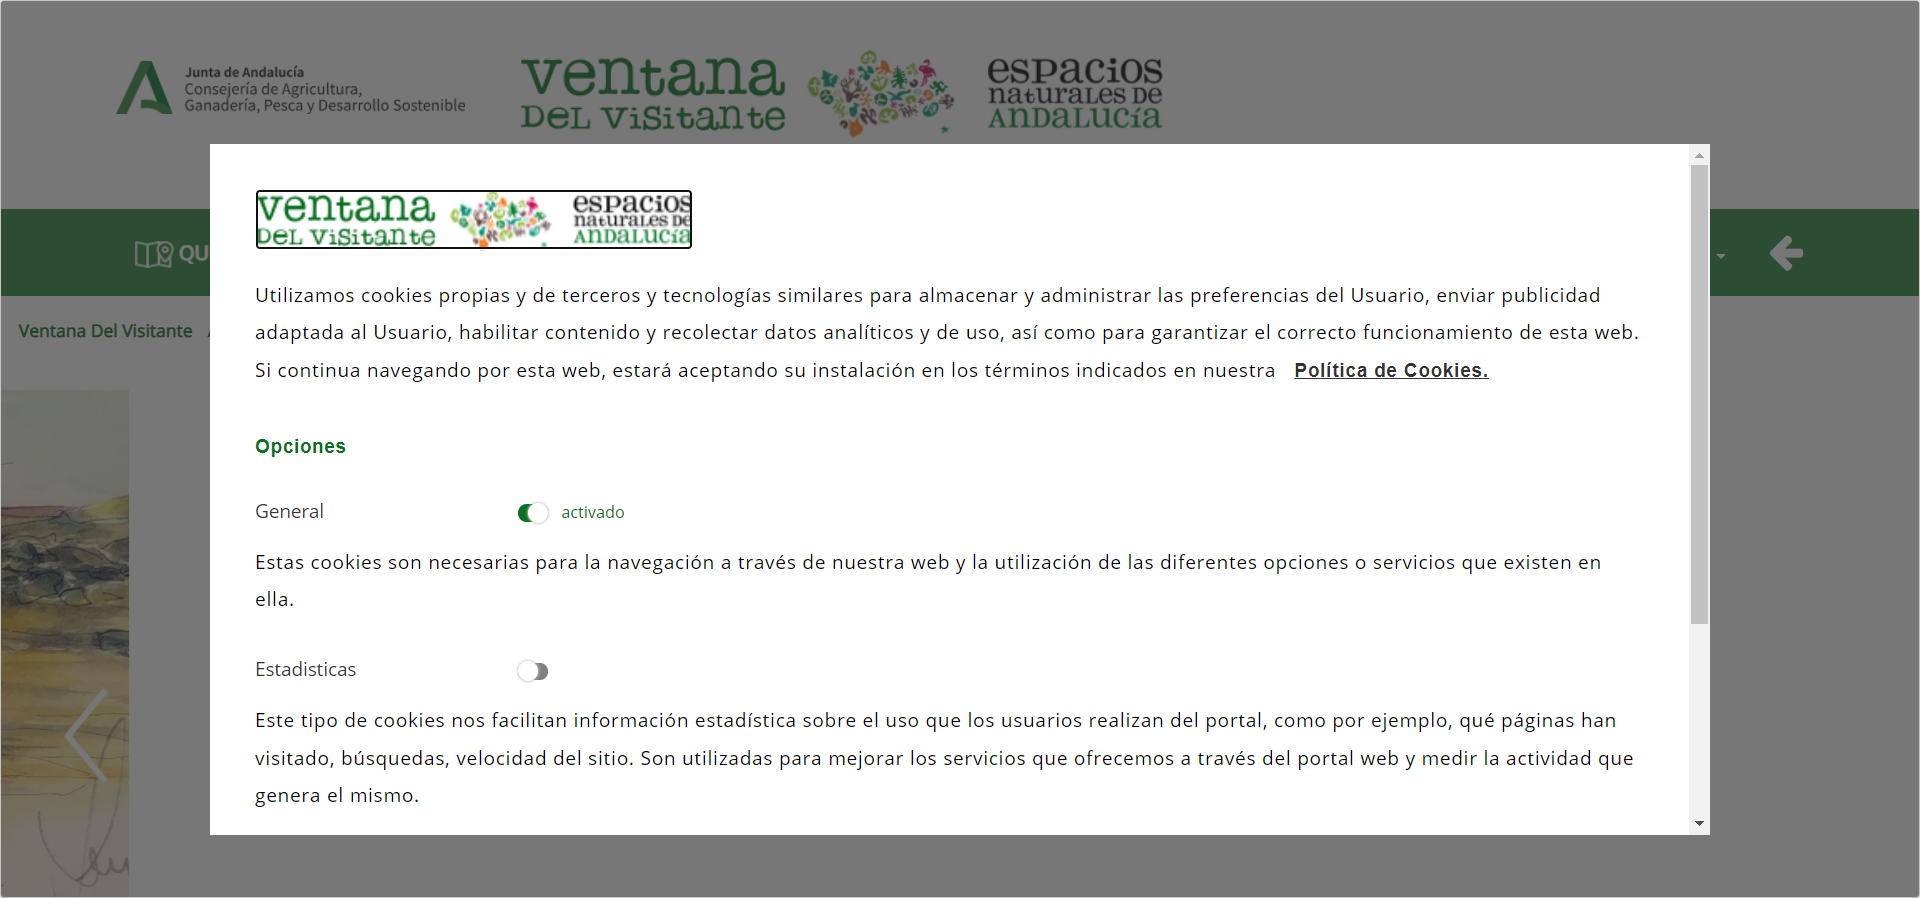 Junta de Andalucía
Consejería de Agricultura,
Ganadería, Pesca y Desarrollo Sostenible
ventana
DEL VISITANTE
ESPACIOS
NATURALES DE
ANDALUCÍA
QU
Ventana Del Visitante
ventana
DEL VISITANTE
ESPACIOS
NATURALES DE
ANDALUCÍA
Utilizamos cookies propias y de terceros y tecnologías similares para almacenar y administrar las preferencias del Usuario, enviar publicidad
adaptada al Usuario, habilitar contenido y recolectar datos analíticos y de uso, así como para garantizar el correcto funcionamiento de esta web.
Si continua navegando por esta web, estará aceptando su instalación en los términos indicados en nuestra Política de Cookies.
Opciones
General activado
Estas cookies son necesarias para la navegación a través de nuestra web y la utilización de las diferentes opciones o servicios que existen en
ella.
Estadisticas
Este tipo de cookies nos facilitan información estadística sobre el uso que los usuarios realizan del portal, como por ejemplo, qué páginas han
visitado, búsquedas, velocidad del sitio. Son utilizadas para mejorar los servicios que ofrecemos a través del portal web y medir la actividad que
genera el mismo.